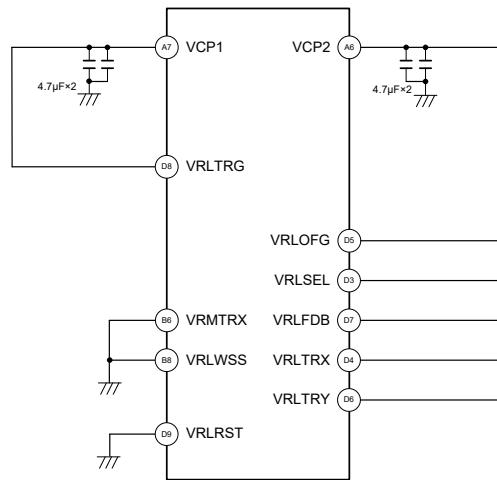 A7 VCP1 VCP2 A6
4.7μF×2 4.7μF×2
D8 VRLTRG
VRLOFG D5
VRLSEL D3
B6 VRMTRX VRLFDB D7
B8 VRLWSS VRLTRX D4
VRLTRY D6
D9 VRLRST